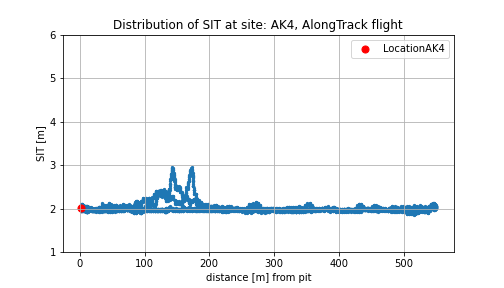 Distribution of SIT at site: AK4, AlongTrack flight
LocationAK4
SIT [m]
6
5
4
3
2
1
0 100 200 300 400 500
distance [m] from pit